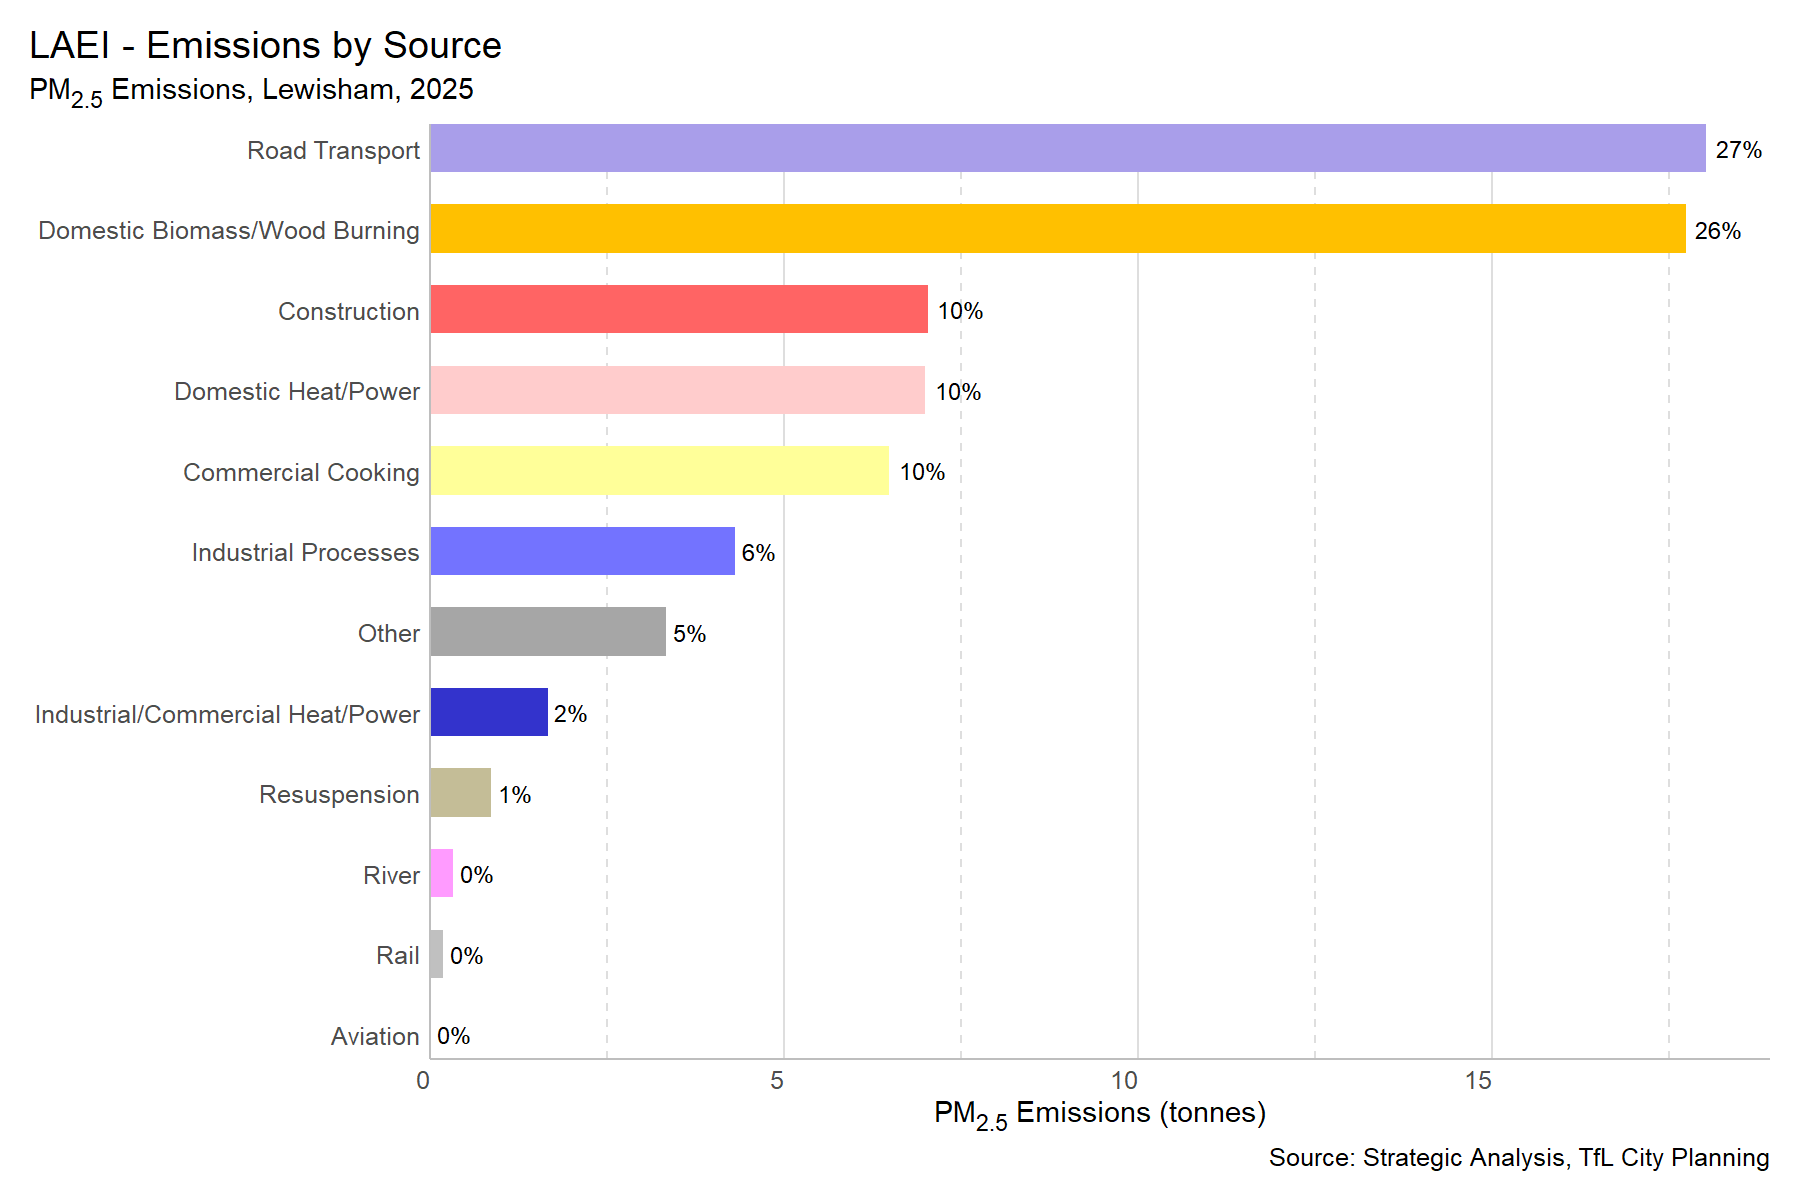 LAEI - Emissions by Source
PM2.5 Emissions, Lewisham, 2025
Road Transport 27%
Domestic Biomass/Wood Burning 26%
Construction 10%
Domestic Heat/Power 10%
Commercial Cooking 10%
Industrial Processes 6%
Other 5%
Industrial/Commercial Heat/Power 2%
Resuspension 1%
River 0%
Rail 0%
Aviation 0%
0 5 10 15
PM2.5 Emissions (tonnes)
Source: Strategic Analysis, TfL City Planning